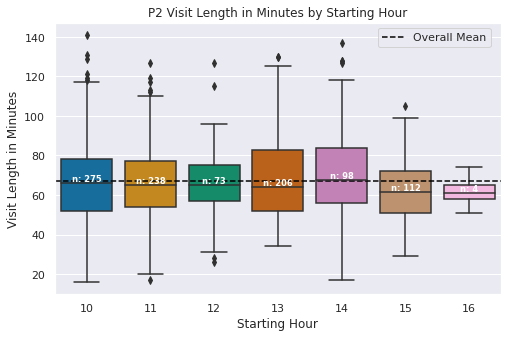 P2 Visit Length in Minutes by Starting Hour
Overall Mean
Visit Length in Minutes
140
120
100
80
60
40
20
n: 275
n: 238
n: 73
n: 206
n: 98
n: 112
n: 4
10 11 12 13 14 15 16
Starting Hour